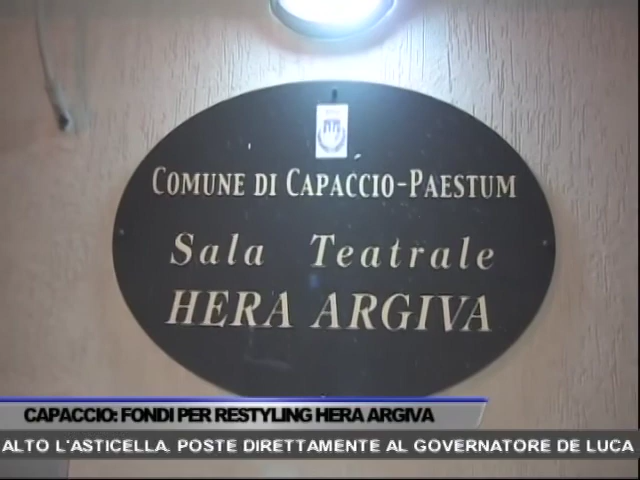 COMUNE DI CAPACCIO-PAESTUM
Sala Teatrale
HERA ARGIVA
CAPACCIO: FONDI PER RESTYLING HERA ARGIVA
ALTO L'ASTICELLA. POSTE DIRETTAMENTE AL GOVERNATORE DE LUCA